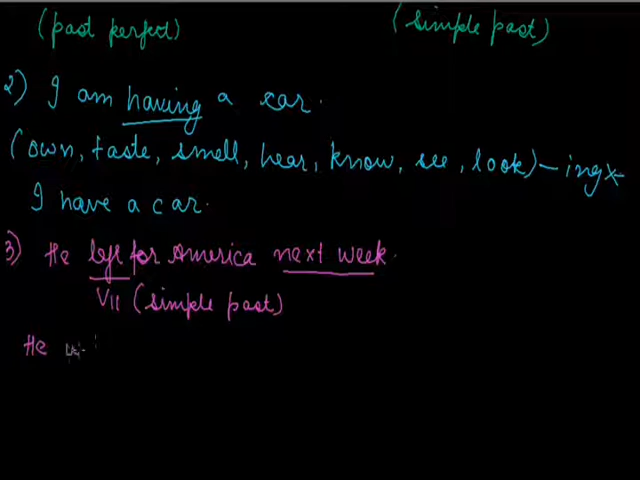 (past perfect) (simple past)
2) I am having a car.
(own, taste, smell, hear, know, see, look) - ing×
I have a car.
3) He left for America next week.
VII (simple past)
He